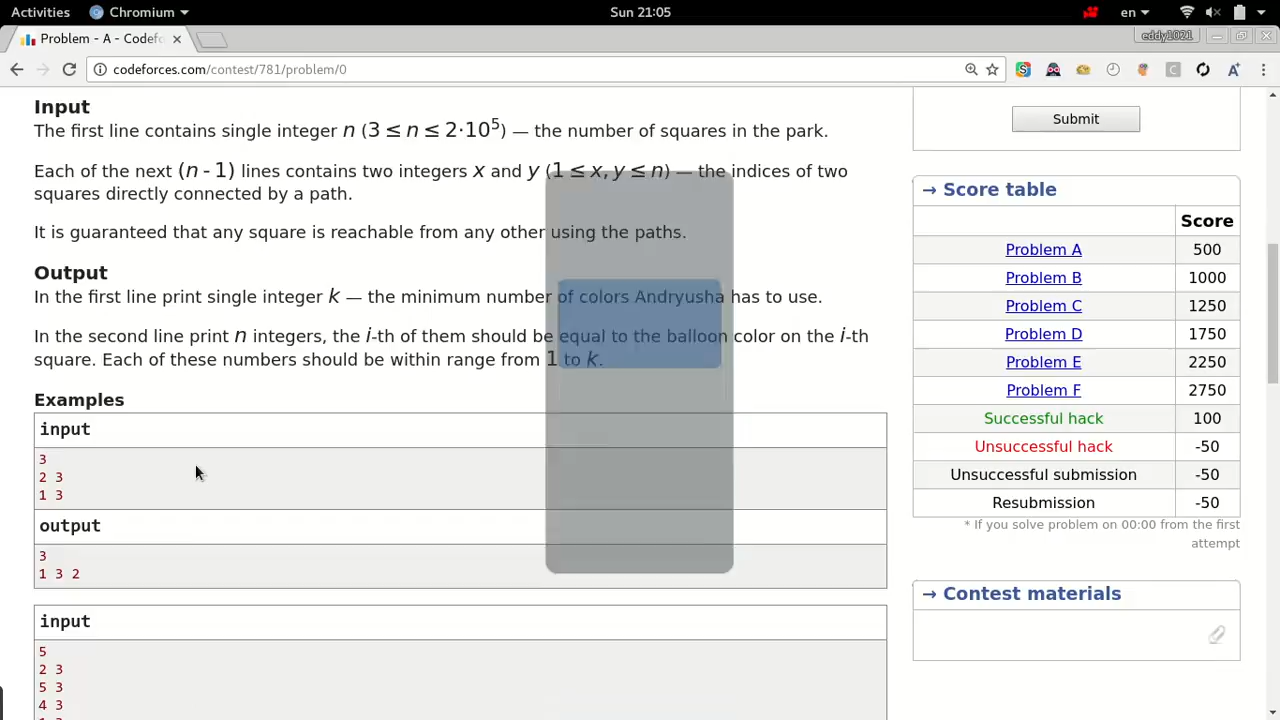 Activities Chromium Sun 21:05 en
Problem - A - Codefo eddy1021
codeforces.com/contest/781/problem/0
Input
The first line contains single integer n (3 ≤ n ≤ 2·10⁵) — the number of squares in the park.
Each of the next (n - 1) lines contains two integers x and y (1 ≤ x, y ≤ n) — the indices of two
squares directly connected by a path.
It is guaranteed that any square is reachable from any other using the paths.
Output
In the first line print single integer k — the minimum number of colors Andryusha has to use.
In the second line print n integers, the i-th of them should be equal to the balloon color on the i-th
square. Each of these numbers should be within range from 1 to k.
Examples
input
3
2 3
1 3
output
3
1 3 2
input
5
2 3
5 3
4 3
Submit
→ Score table
Score
Problem A 500
Problem B 1000
Problem C 1250
Problem D 1750
Problem E 2250
Problem F 2750
Successful hack 100
Unsuccessful hack -50
Unsuccessful submission -50
Resubmission -50
* If you solve problem on 00:00 from the first
attempt
→ Contest materials